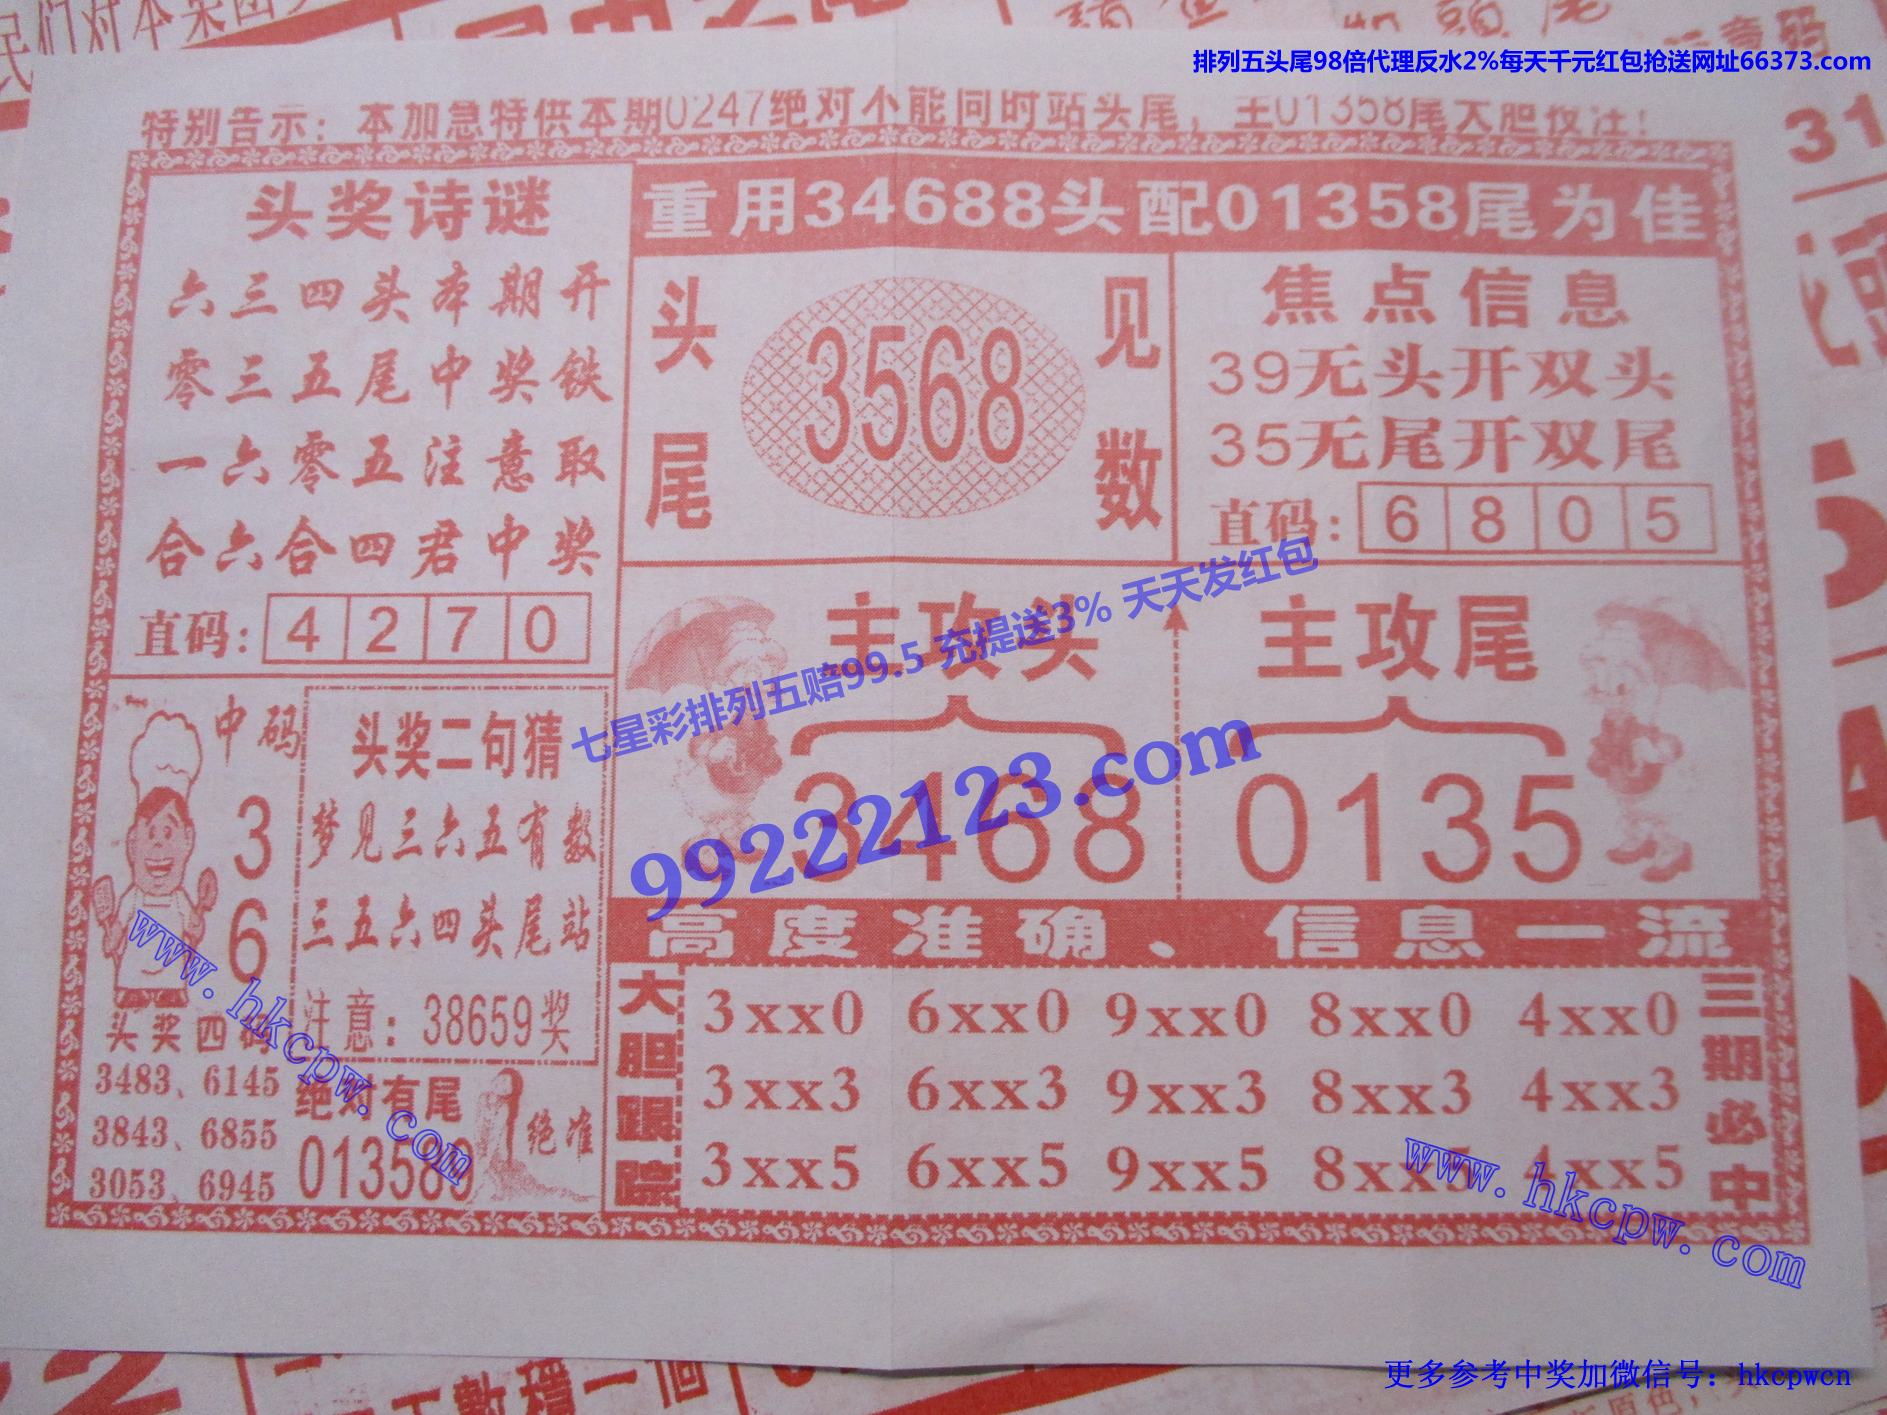 排列五头尾98倍代理反水2%每天千元红包抢送网址66373.com
特别告示：本加急特供本期0247绝对不能同时站头尾，主01358尾大胆投注！
头奖诗谜
六三四头本期开
零三五尾中奖铁
一六零五注意取
合六合四君中奖
直码：4270
重用34688头配01358尾为佳
头尾
3568
见数
焦点信息
39无头开双头
35无尾开双尾
直码：6805
主攻头
3468
主攻尾
0135
七星彩排列五赔99.5 充提送3% 天天发红包
99222123.com
中码
3
6
头奖二句猜
梦见三六五有数
三五六四头尾站
注意：38659奖
头奖四码
3483、6145
3843、6855
3053、6945
绝对有尾
013589
绝准
高度准确、信息一流
大胆跟踪
3xx0 6xx0 9xx0 8xx0 4xx0
3xx3 6xx3 9xx3 8xx3 4xx3
3xx5 6xx5 9xx5 8xx5 4xx5
三期必中
www.hkcpw.com
www.hkcpw.com
更多参考中奖加微信号：hkcpwcn